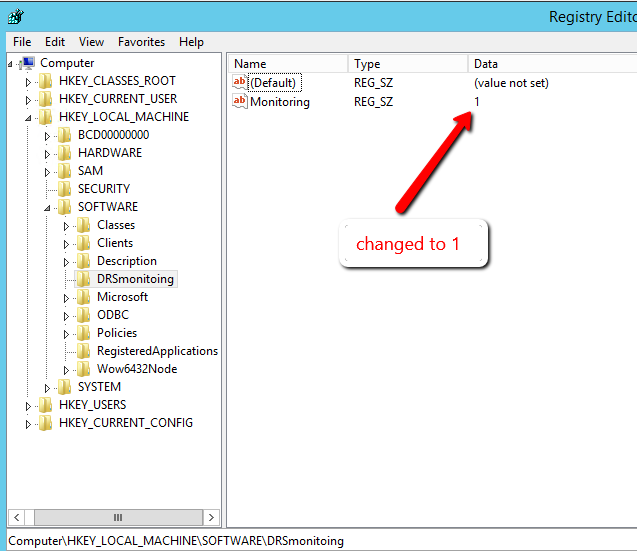 Registry Edito
File Edit View Favorites Help
Computer
HKEY_CLASSES_ROOT
HKEY_CURRENT_USER
HKEY_LOCAL_MACHINE
BCD00000000
HARDWARE
SAM
SECURITY
SOFTWARE
Classes
Clients
Description
DRSmonitoing
Microsoft
ODBC
Policies
RegisteredApplications
Wow6432Node
SYSTEM
HKEY_USERS
HKEY_CURRENT_CONFIG
Name Type Data
ab (Default) REG_SZ (value not set)
ab Monitoring REG_SZ 1
changed to 1
Computer\HKEY_LOCAL_MACHINE\SOFTWARE\DRSmonitoing